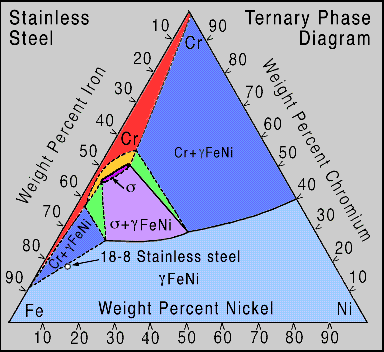 Stainless
Steel
Ternary Phase
Diagram
Cr
Weight Percent Iron
10
20
30
40
50
60
70
80
90
Weight Percent Chromium
90
80
70
60
50
40
30
20
10
Cr
Cr+γFeNi
σ
σ+γFeNi
Cr+γFeNi
18-8 Stainless steel
γFeNi
Fe
Weight Percent Nickel
Ni
10 20 30 40 50 60 70 80 90